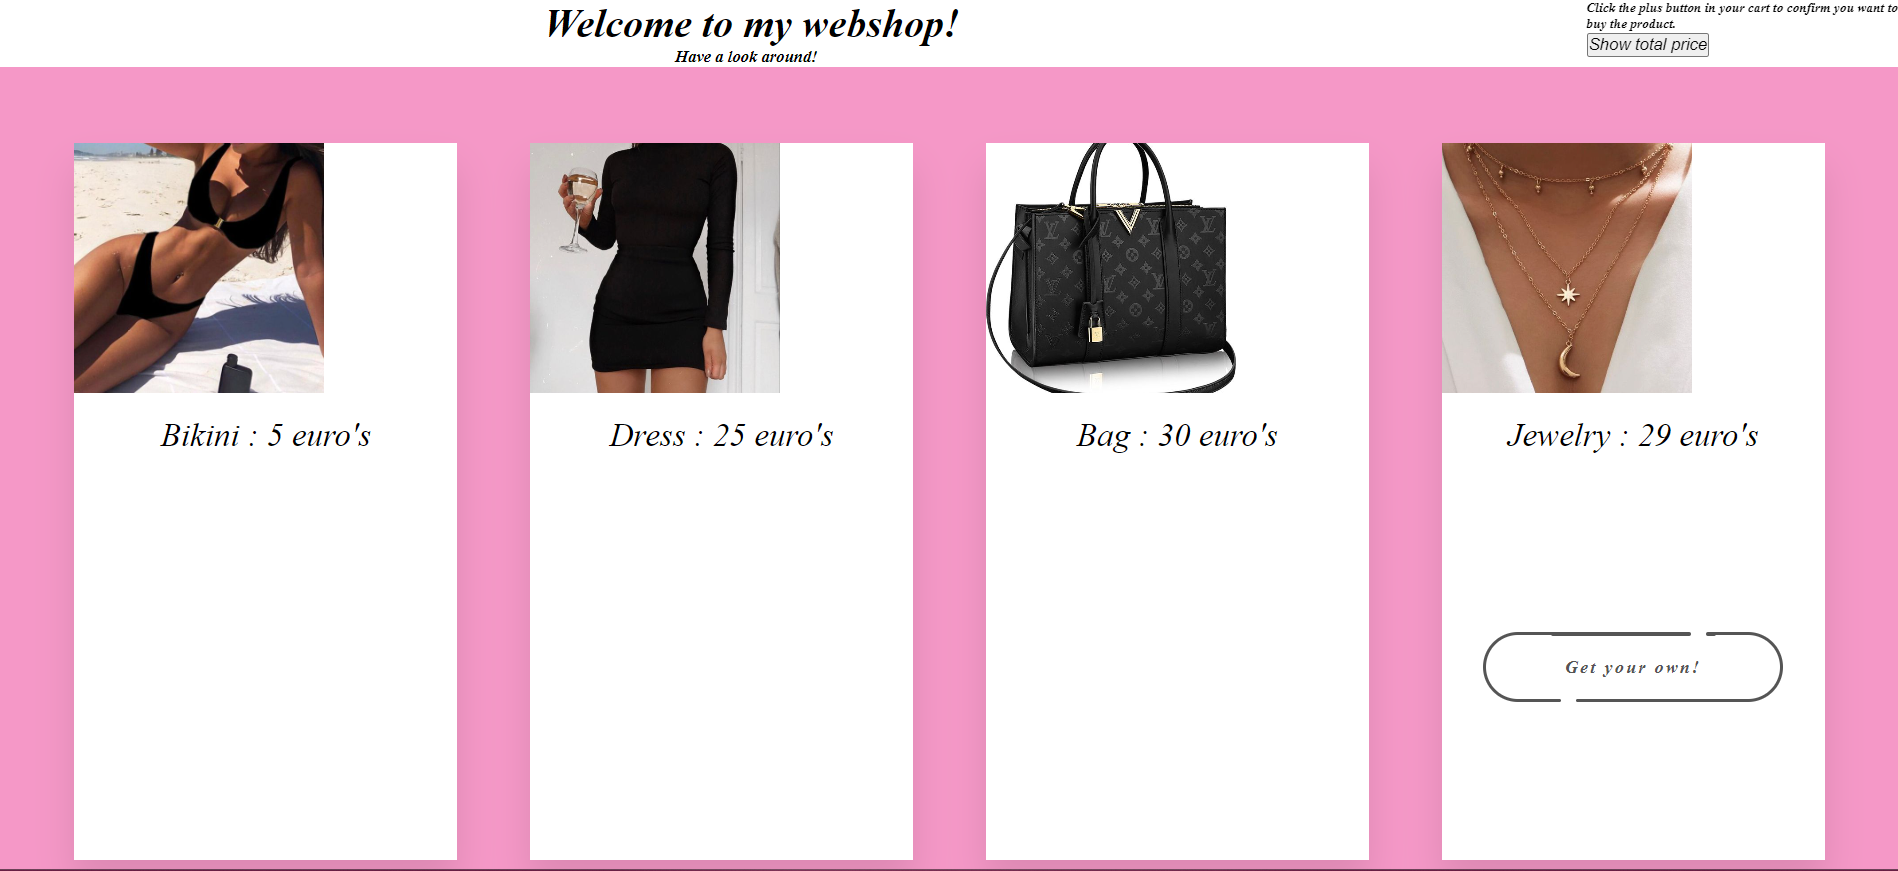 Welcome to my webshop!
Have a look around!
Click the plus button in your cart to confirm you want to
buy the product.
Show total price
Bikini : 5 euro's
Dress : 25 euro's
Bag : 30 euro's
Jewelry : 29 euro's
Get your own!